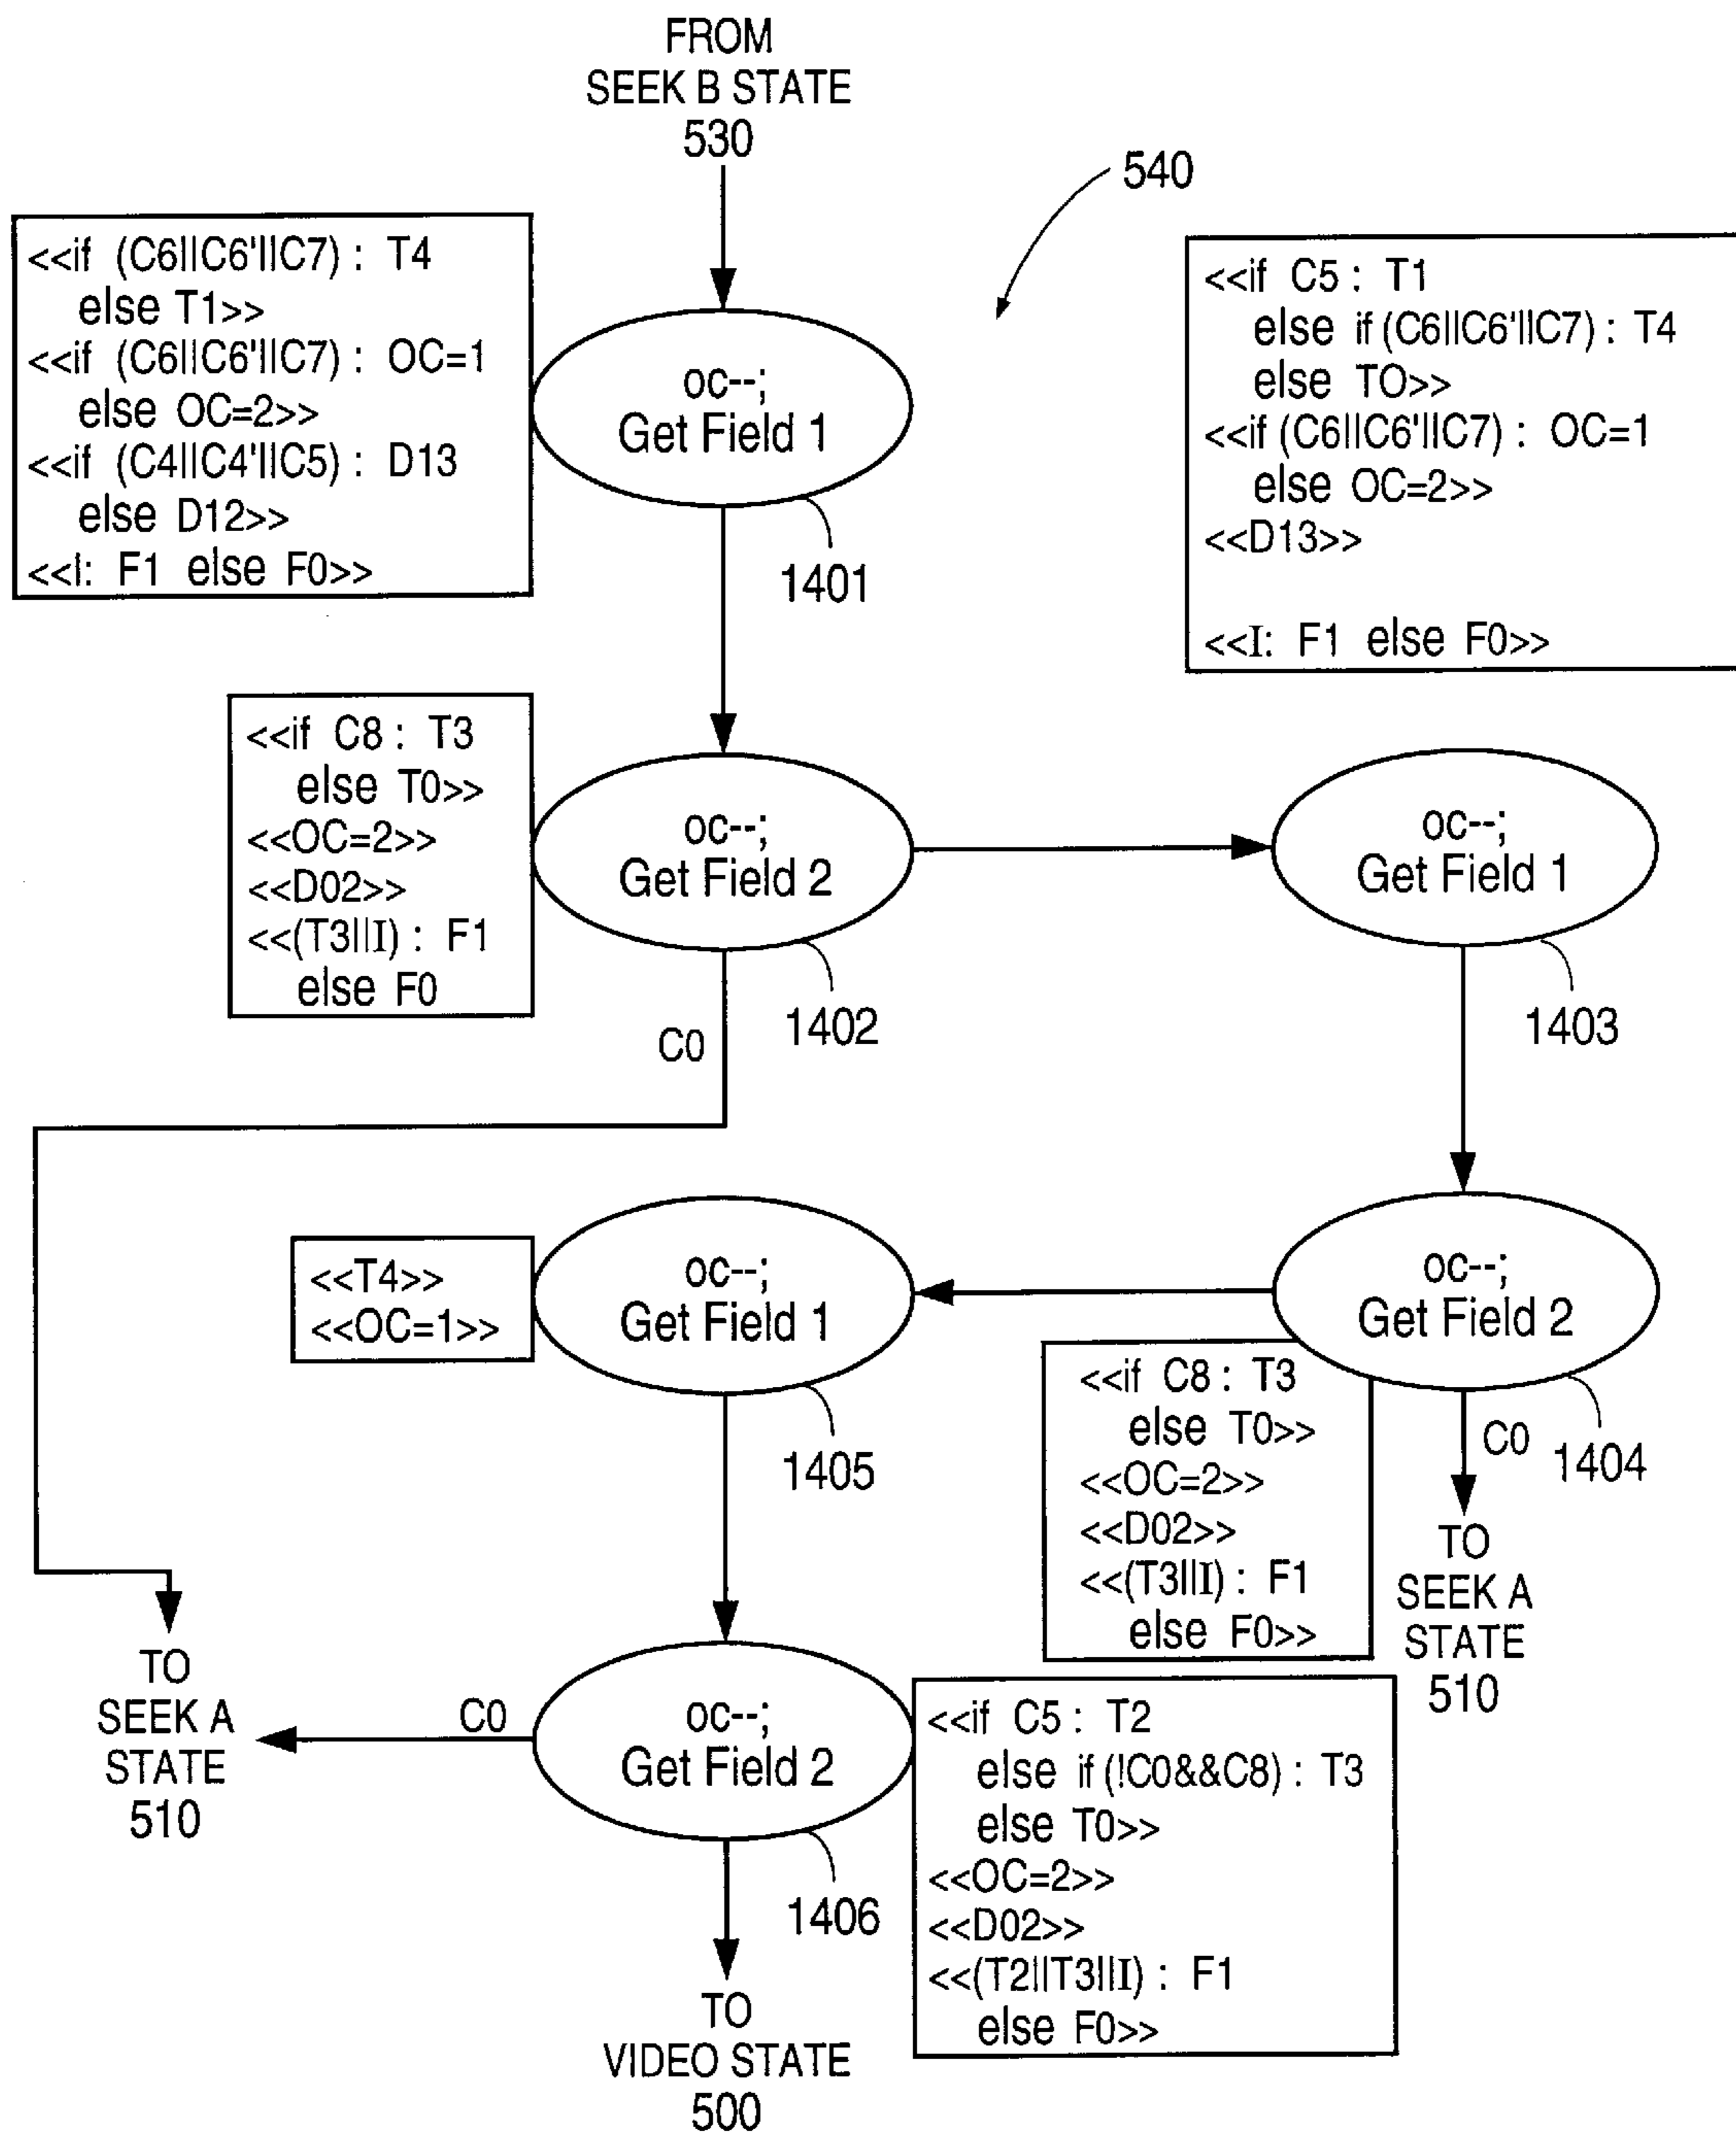 FROM
SEEK B STATE
530
540
<<if (C6||C6'||C7) : T4
else T1>>
<<if (C6||C6'||C7) : OC=1
else OC=2>>
<<if (C4||C4'||C5) : D13
else D12>>
<<I: F1 else F0>>
oc--;
Get Field 1
1401
<<if C5 : T1
else if (C6||C6'||C7) : T4
else TO>>
<<if (C6||C6'||C7) : OC=1
else OC=2>>
<<D13>>
<<I: F1 else F0>>
<<if C8 : T3
else T0>>
<<OC=2>>
<<D02>>
<<(T3||I) : F1
else F0
oc--;
Get Field 2
1402
C0
oc--;
Get Field 1
1403
<<T4>>
<<OC=1>>
oc--;
Get Field 1
1405
oc--;
Get Field 2
1404
<<if C8 : T3
else T0>>
<<OC=2>>
<<D02>>
<<(T3||I) : F1
else F0>>
C0
TO
SEEK A
STATE
510
TO
SEEK A
STATE
510
C0
oc--;
Get Field 2
1406
<<if C5 : T2
else if (!C0&&C8) : T3
else T0>>
<<OC=2>>
<<D02>>
<<(T2||T3||I) : F1
else F0>>
TO
VIDEO STATE
500